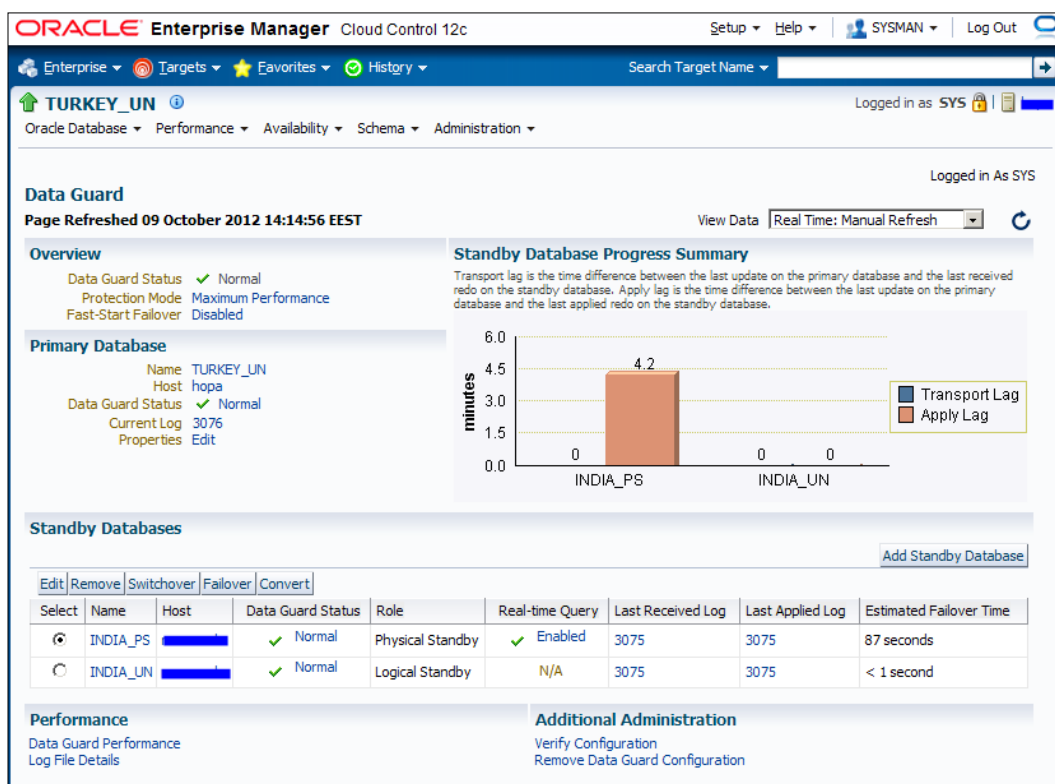 ORACLE Enterprise Manager Cloud Control 12c
Setup Help SYSMAN Log Out
Enterprise Targets Favorites History Search Target Name
TURKEY_UN
Logged in as SYS
Oracle Database Performance Availability Schema Administration
Logged in As SYS
Data Guard
Page Refreshed 09 October 2012 14:14:56 EEST
View Data Real Time: Manual Refresh
Overview
Data Guard Status Normal
Protection Mode Maximum Performance
Fast-Start Failover Disabled
Primary Database
Name TURKEY_UN
Host hopa
Data Guard Status Normal
Current Log 3076
Properties Edit
Standby Database Progress Summary
Transport lag is the time difference between the last update on the primary database and the last received
redo on the standby database. Apply lag is the time difference between the last update on the primary
database and the last applied redo on the standby database.
6.0
4.5
3.0
1.5
0.0
minutes
0 4.2 0 0
INDIA_PS INDIA_UN
Transport Lag
Apply Lag
Standby Databases
Add Standby Database
Edit Remove Switchover Failover Convert
Select Name Host Data Guard Status Role Real-time Query Last Received Log Last Applied Log Estimated Failover Time
INDIA_PS Normal Physical Standby Enabled 3075 3075 87 seconds
INDIA_UN Normal Logical Standby N/A 3075 3075 < 1 second
Performance
Data Guard Performance
Log File Details
Additional Administration
Verify Configuration
Remove Data Guard Configuration